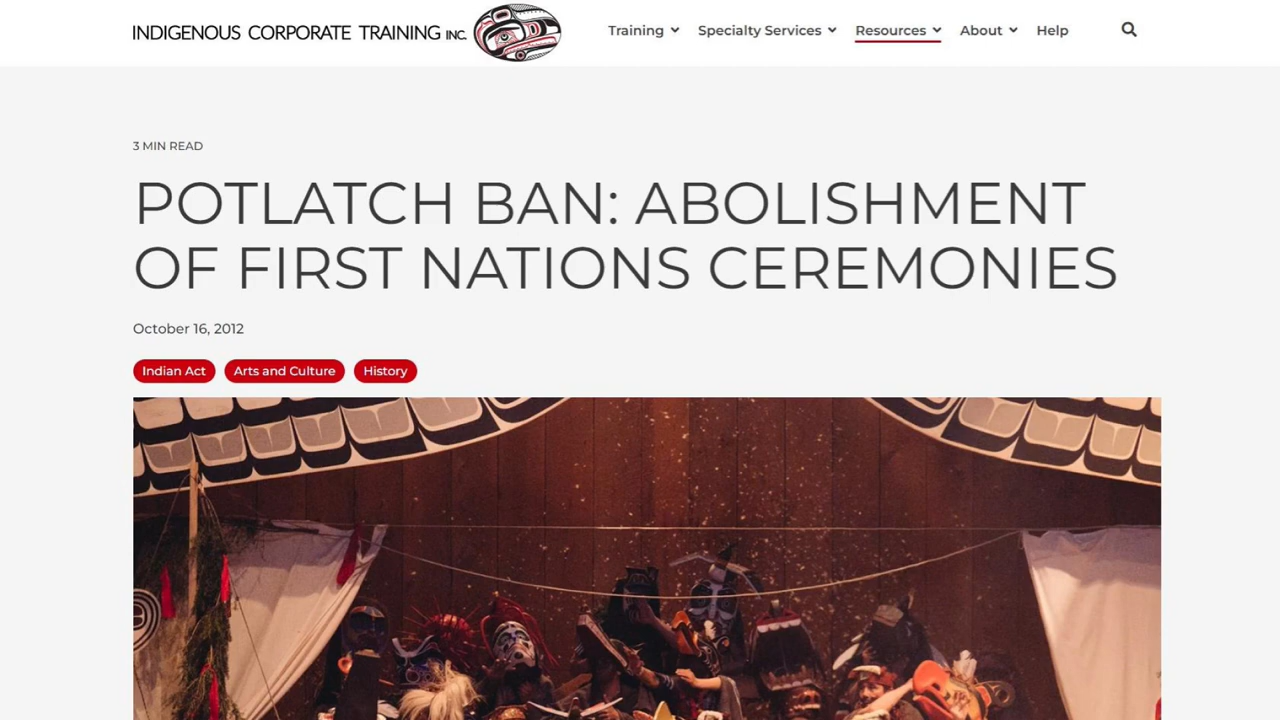 INDIGENOUS CORPORATE TRAINING INC.
Training Specialty Services Resources About Help
3 MIN READ
POTLATCH BAN: ABOLISHMENT
OF FIRST NATIONS CEREMONIES
October 16, 2012
Indian Act Arts and Culture History